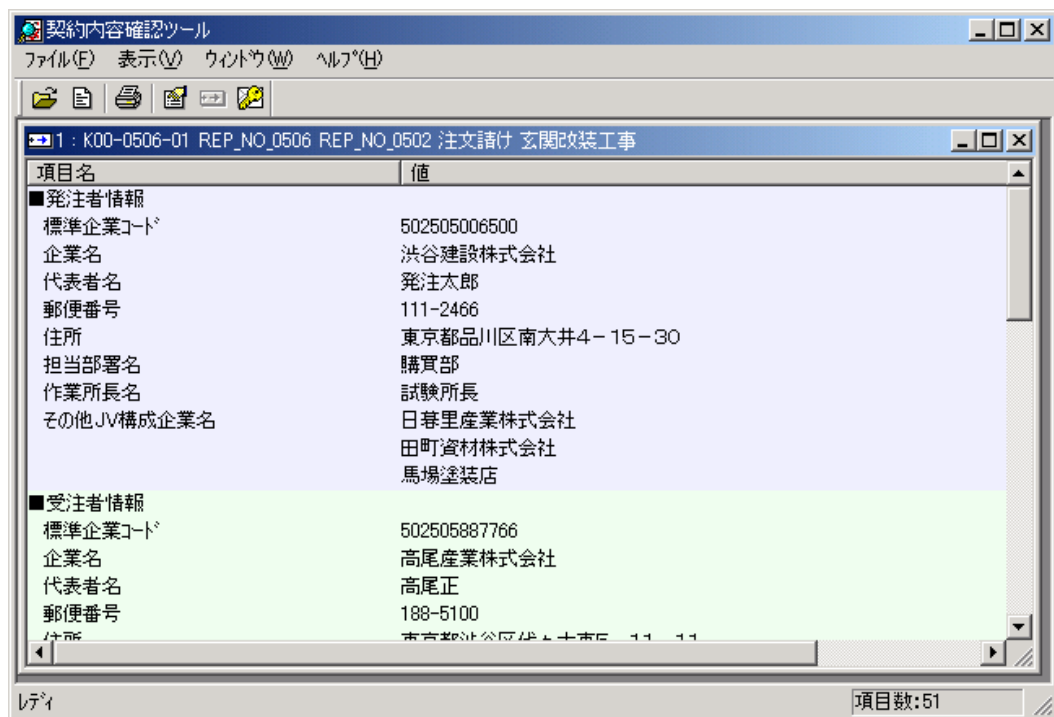 契約内容確認ツール
ファイル(F) 表示(V) ウィンドウ(W) ヘルプ(H)
1 : K00-0506-01 REP_NO_0506 REP_NO_0502 注文請け 玄関改装工事
項目名 値
■発注者情報
標準企業コード 502505006500
企業名 渋谷建設株式会社
代表者名 発注太郎
郵便番号 111-2466
住所 東京都品川区南大井4-15-30
担当部署名 購買部
作業所長名 試験所長
その他JV構成企業名 日暮里産業株式会社
田町資材株式会社
馬場塗装店
■受注者情報
標準企業コード 502505887766
企業名 高尾産業株式会社
代表者名 高尾正
郵便番号 188-5100
住所
レディ 項目数:51